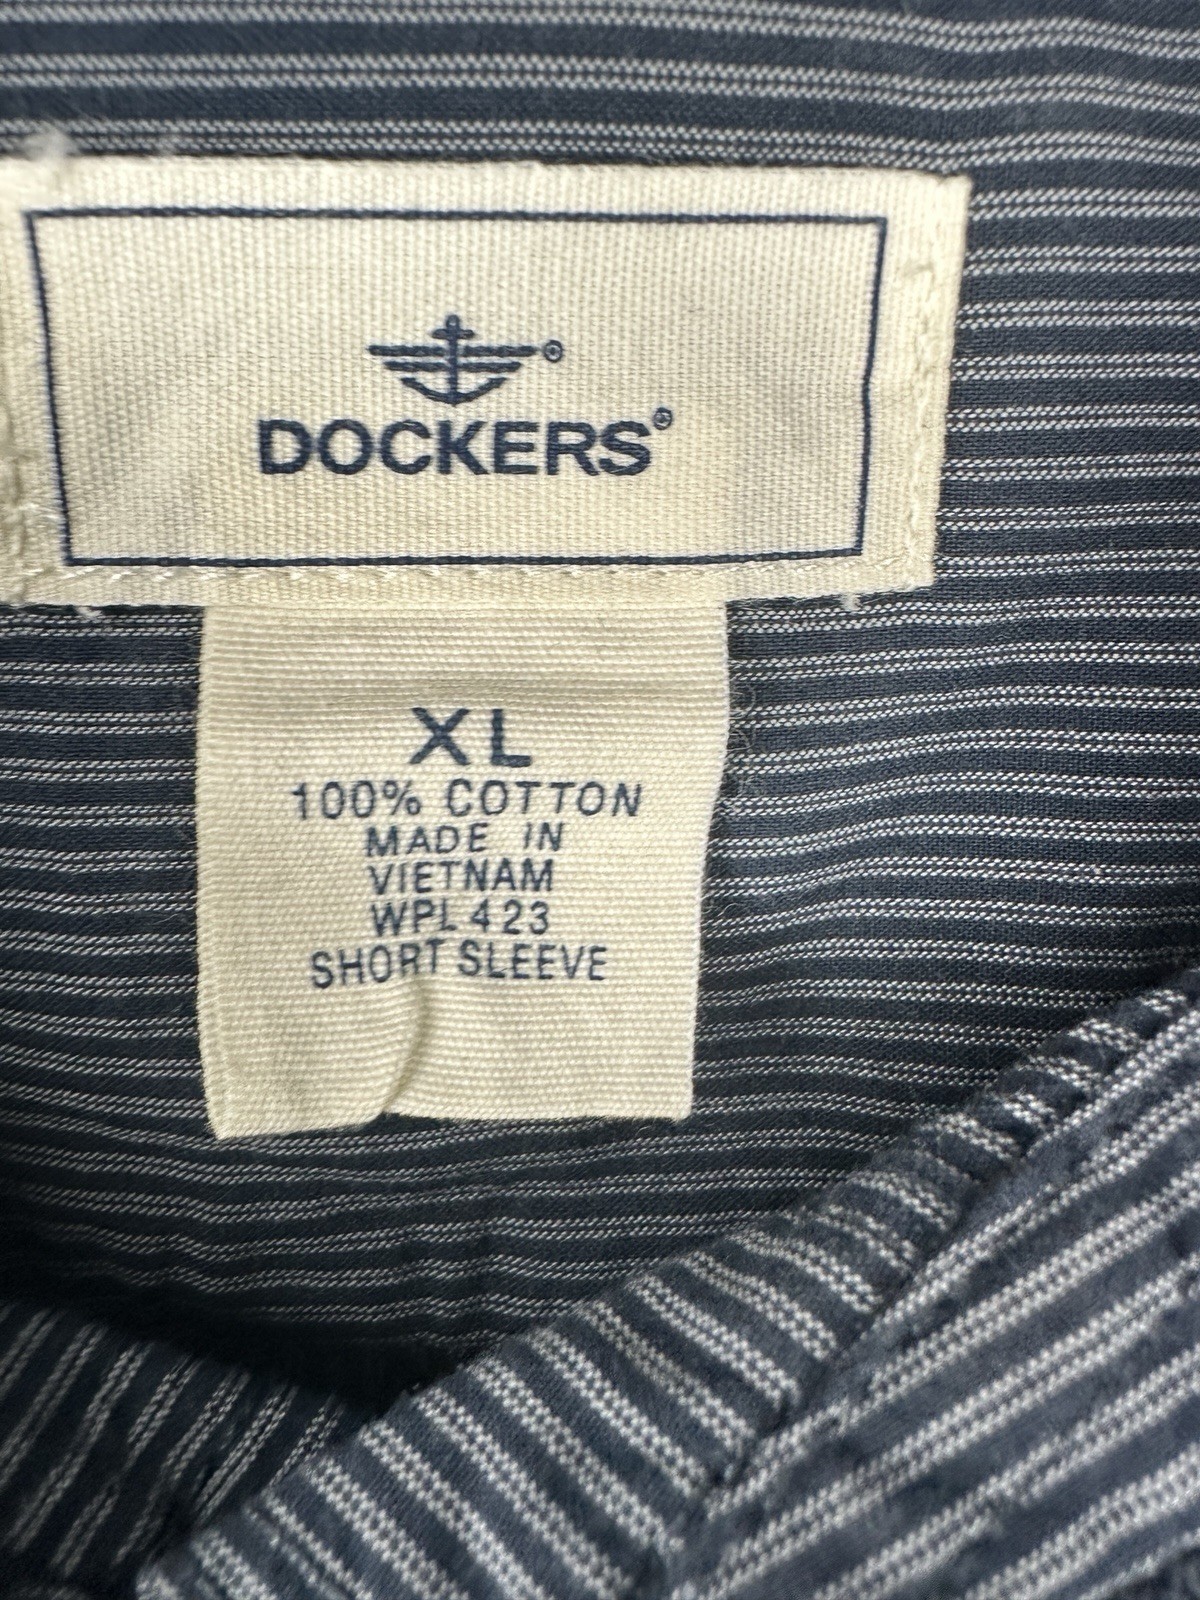 ®
DOCKERS®
XL
100% COTTON
MADE IN
VIETNAM
WPL 423
SHORT SLEEVE